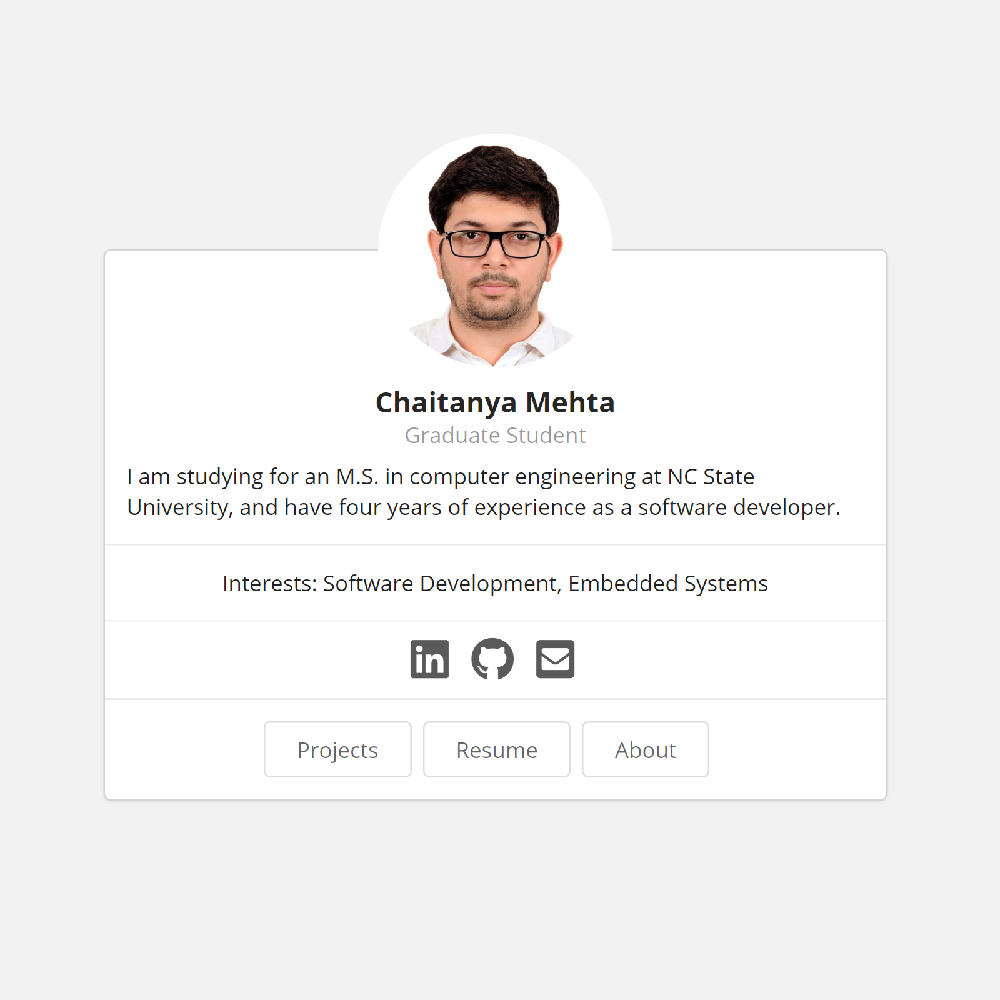 Chaitanya Mehta
Graduate Student
I am studying for an M.S. in computer engineering at NC State
University, and have four years of experience as a software developer.
Interests: Software Development, Embedded Systems
in
Projects Resume About